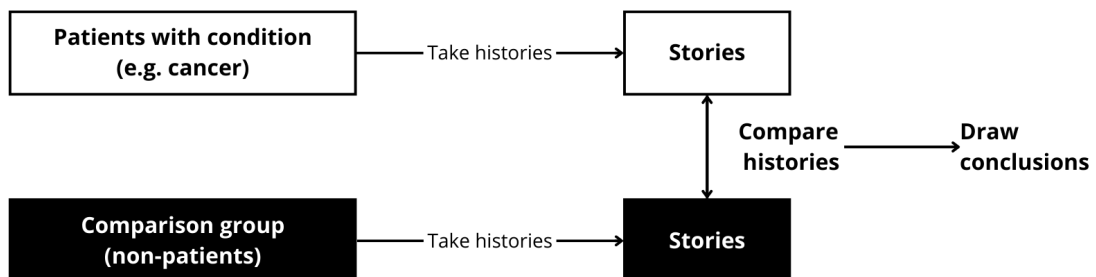 Patients with condition
(e.g. cancer)
Take histories
Stories
Compare
histories
Draw
conclusions
Comparison group
(non-patients)
Take histories
Stories